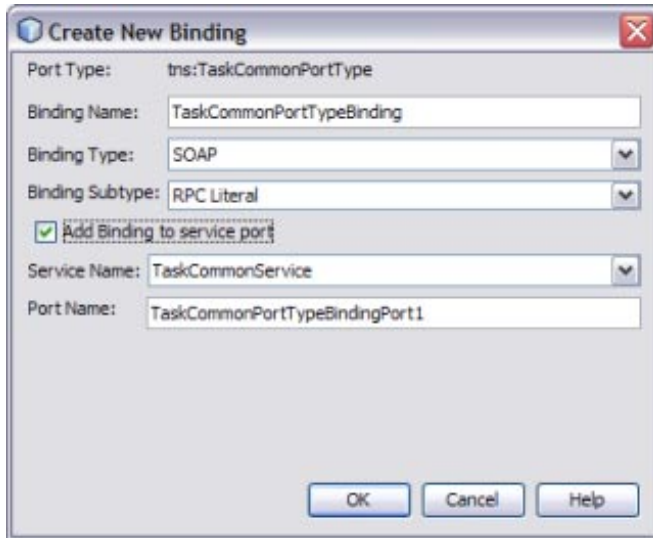 Create New Binding
Port Type: tns:TaskCommonPortType
Binding Name: TaskCommonPortTypeBinding
Binding Type: SOAP
Binding Subtype: RPC Literal
Add Binding to service port
Service Name: TaskCommonService
Port Name: TaskCommonPortTypeBindingPort1
OK Cancel Help